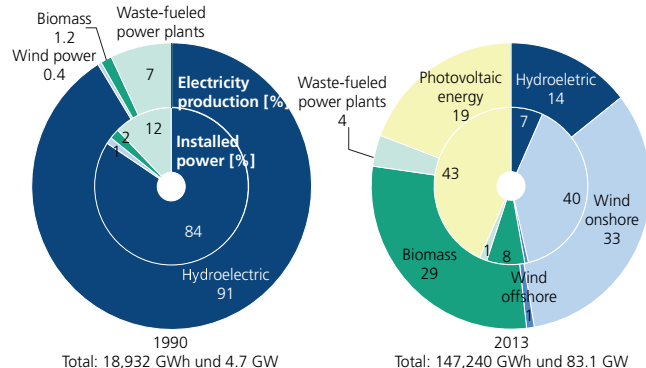 Biomass
1.2
Wind power
0.4
Waste-fueled
power plants
7
Electricity
production [%]
12
2
1
Installed
power [%]
84
Hydroelectric
91
1990
Total: 18,932 GWh und 4.7 GW
Waste-fueled
power plants
4
Photovoltaic
energy
19
Hydroeletric
14
7
43
40
Wind
onshore
33
Biomass
29
1
8
Wind
offshore
1
2013
Total: 147,240 GWh und 83.1 GW